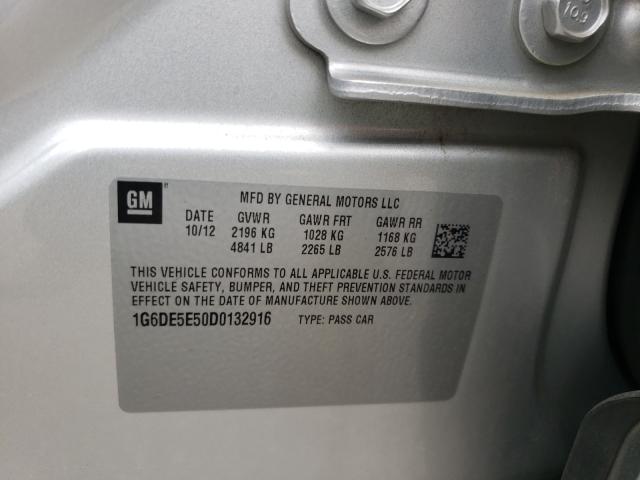 10.9
GM
MFD BY GENERAL MOTORS LLC
DATE GVWR GAWR FRT GAWR RR
10/12 2196 KG 1028 KG 1168 KG
4841 LB 2265 LB 2576 LB
THIS VEHICLE CONFORMS TO ALL APPLICABLE U.S. FEDERAL MOTOR
VEHICLE SAFETY, BUMPER, AND THEFT PREVENTION STANDARDS IN
EFFECT ON THE DATE OF MANUFACTURE SHOWN ABOVE.
1G6DE5E50D0132916 TYPE: PASS CAR